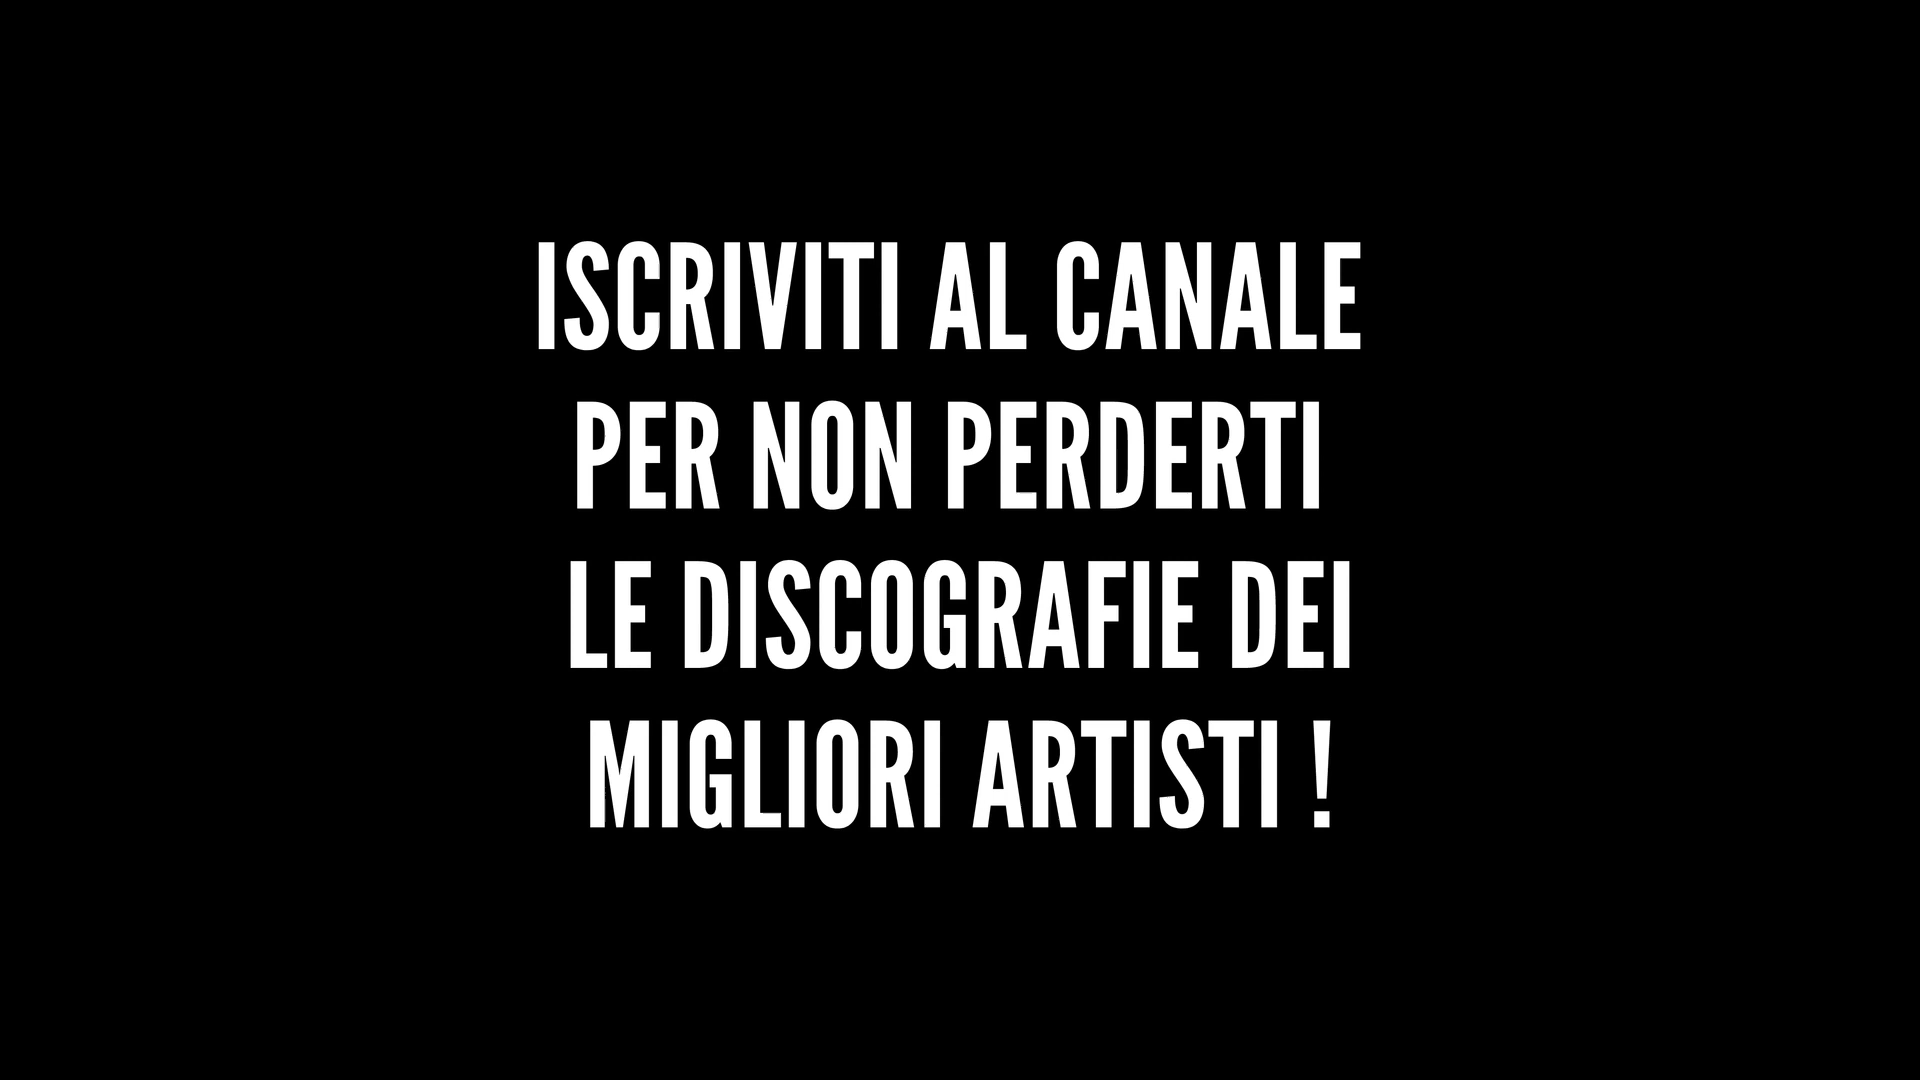 ISCRIVITI AL CANALE
PER NON PERDERTI
LE DISCOGRAFIE DEI
MIGLIORI ARTISTI !